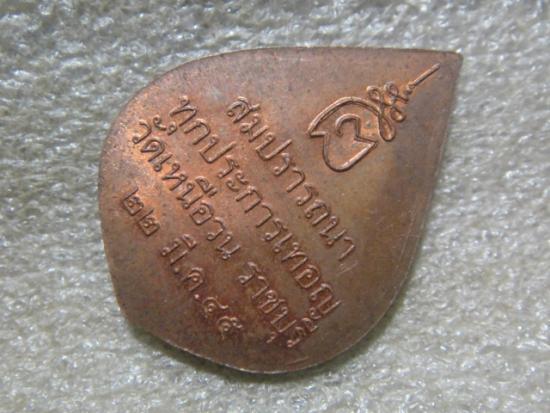 สมปรารถนา
ทุกประการเทอญ
วัดเหนือวน ราชบุรี
๒๒ มี.ค.๔๕